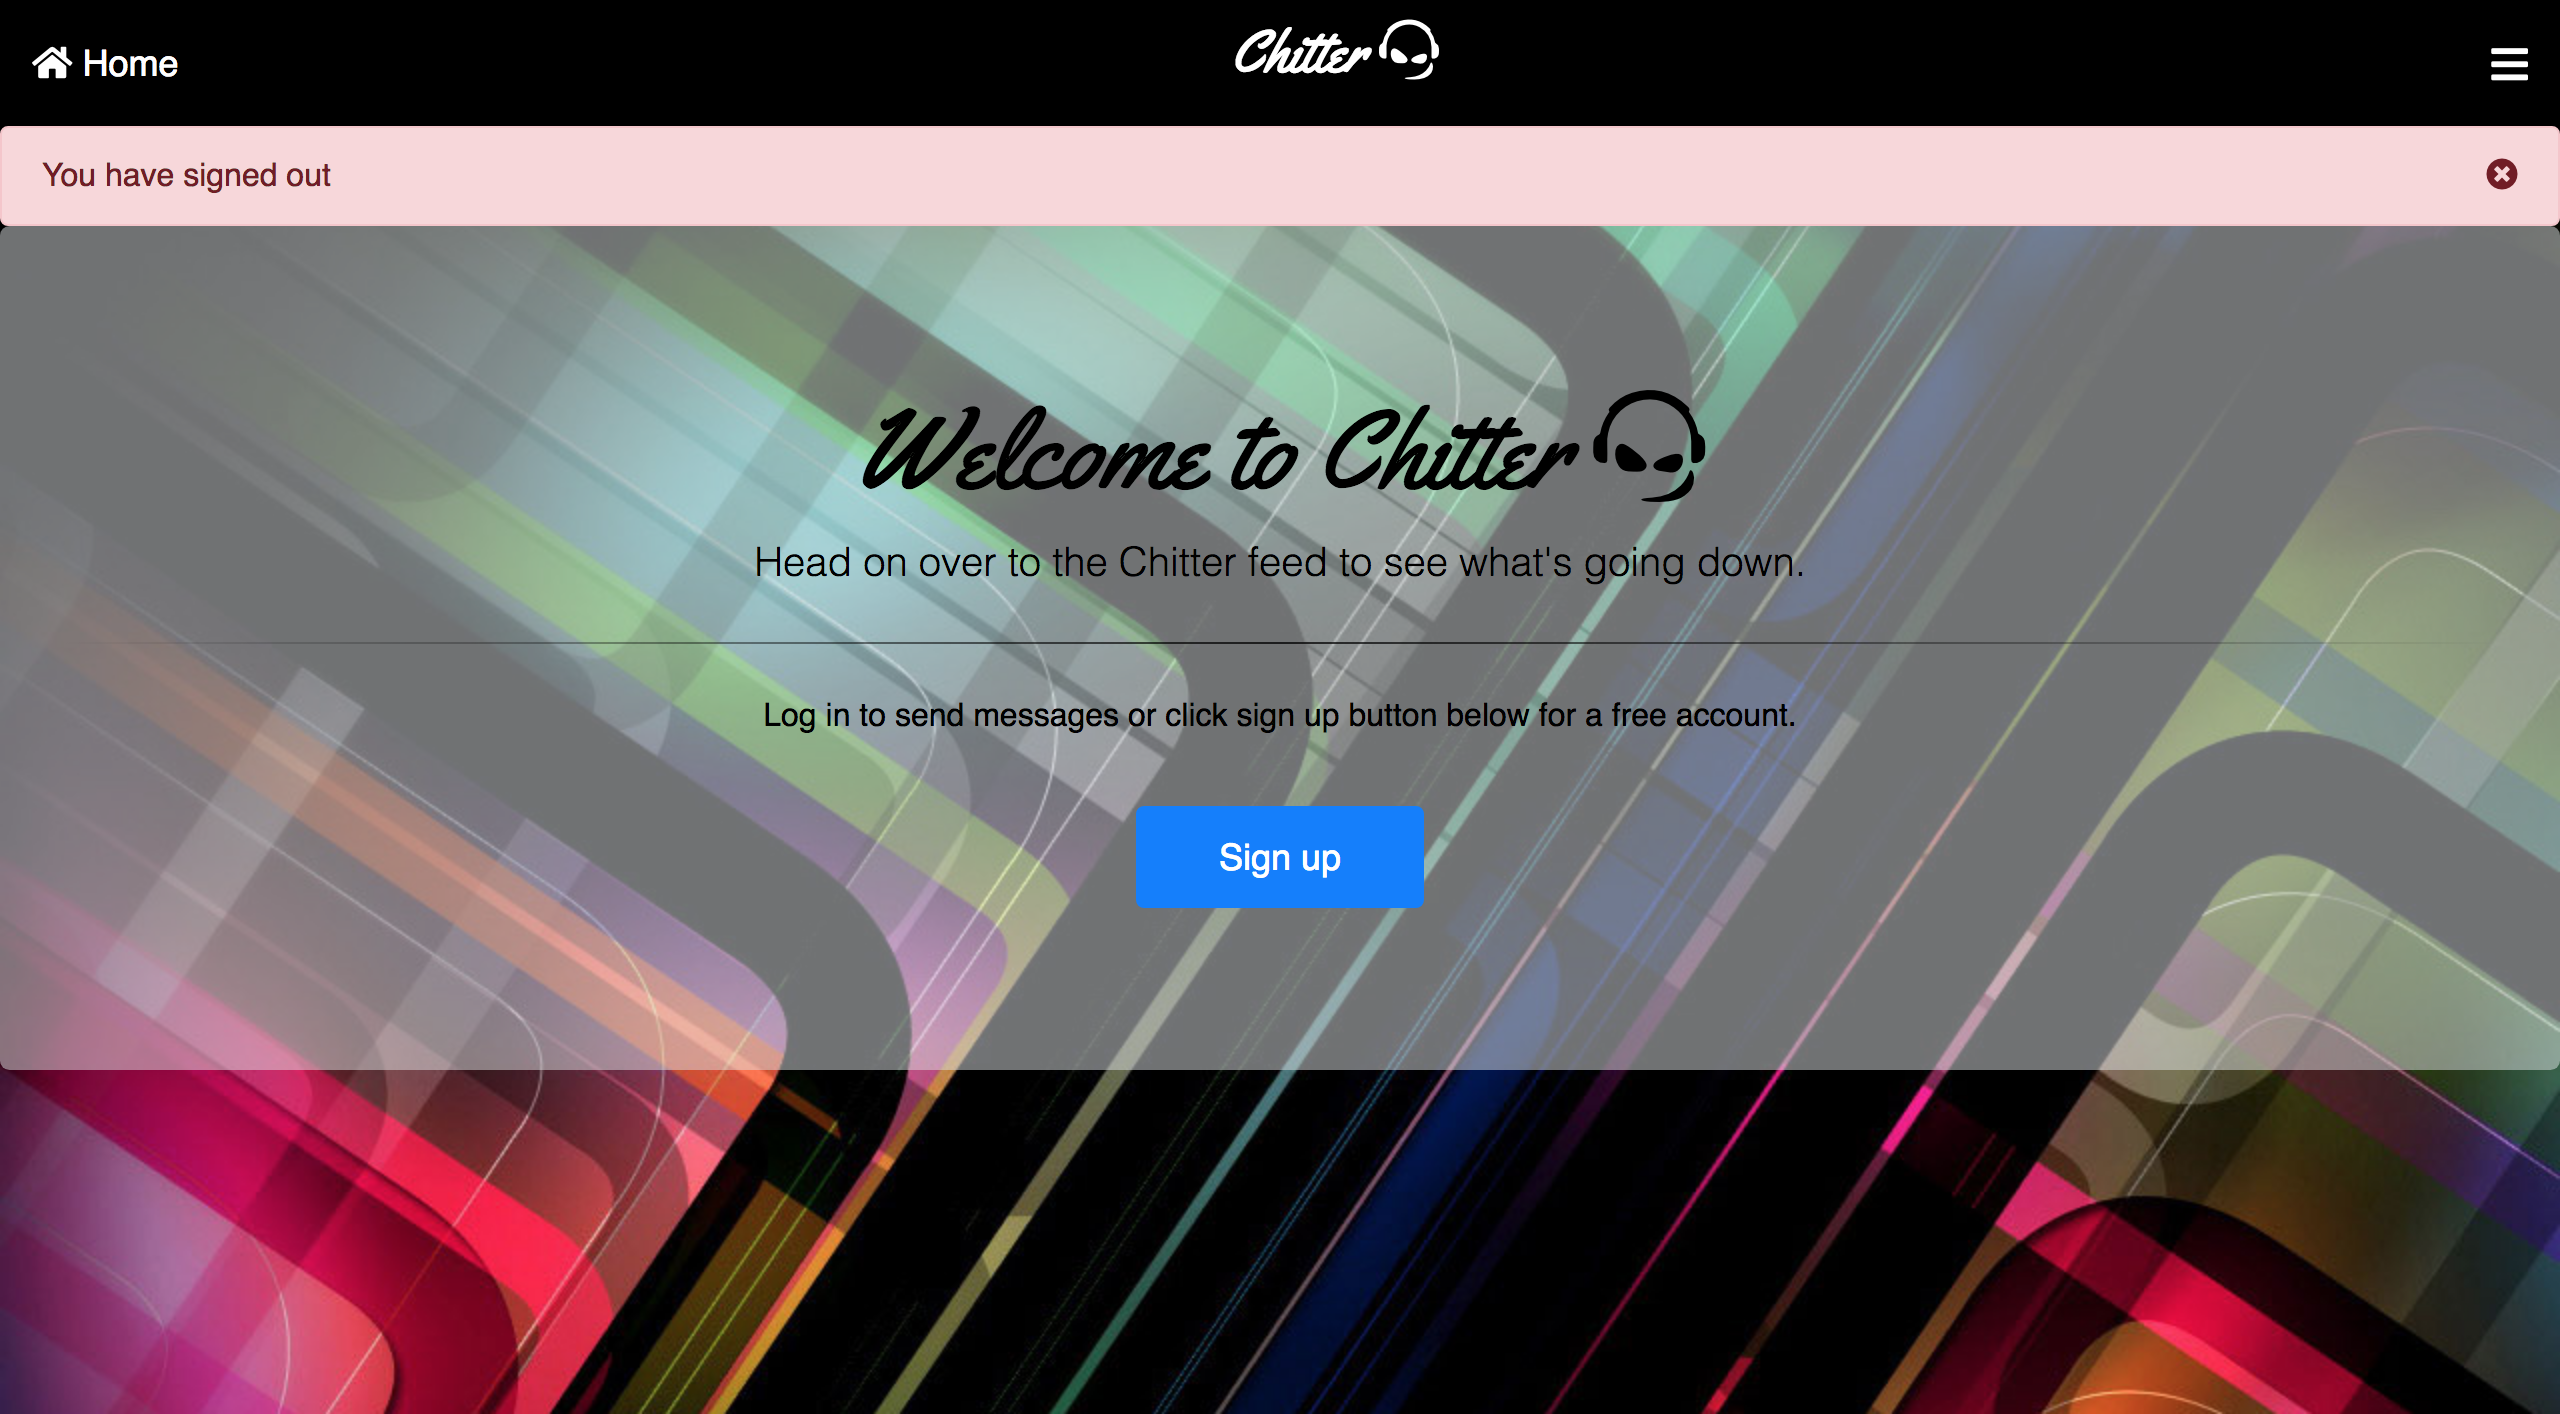 Home
Chitter
You have signed out
Welcome to Chitter
Head on over to the Chitter feed to see what's going down.
Log in to send messages or click sign up button below for a free account.
Sign up